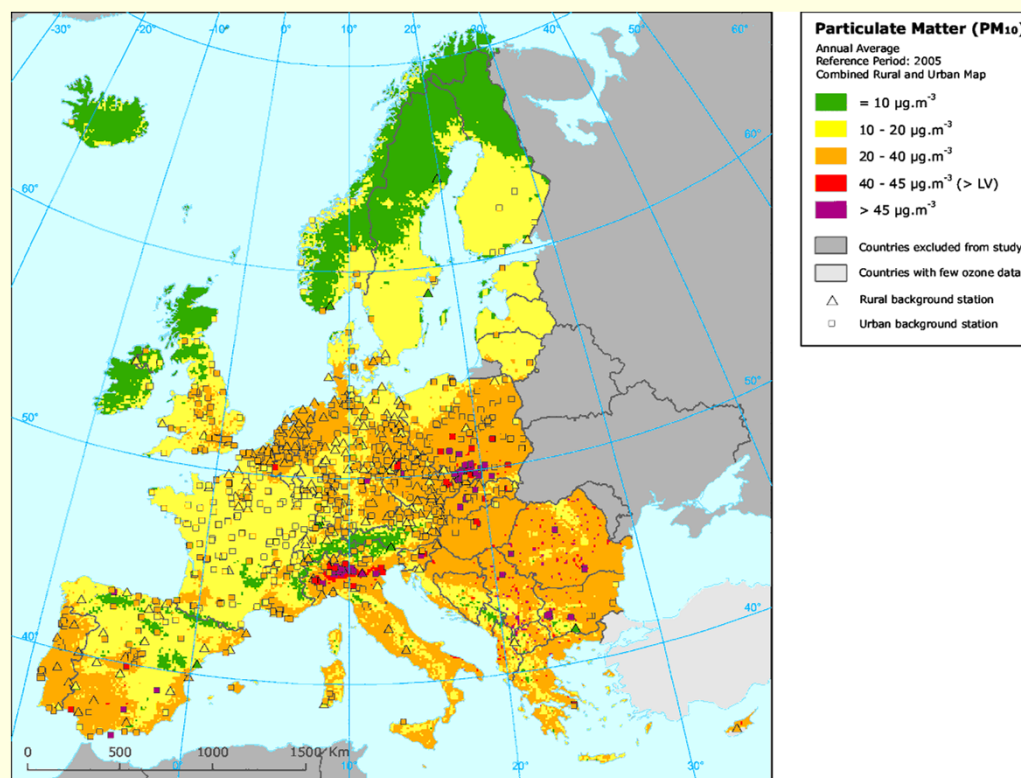 -30°
-20°
-10°
0°
10°
20°
30°
40°
50°
60°
60°
60°
50°
50°
40°
40°
0
500
1000
1500 Km
0°
10°
20°
30°
Particulate Matter (PM₁₀)
Annual Average
Reference Period: 2005
Combined Rural and Urban Map
= 10 µg.m⁻³
10 - 20 µg.m⁻³
20 - 40 µg.m⁻³
40 - 45 µg.m⁻³ (> LV)
> 45 µg.m⁻³
Countries excluded from study
Countries with few ozone data
Rural background station
Urban background station